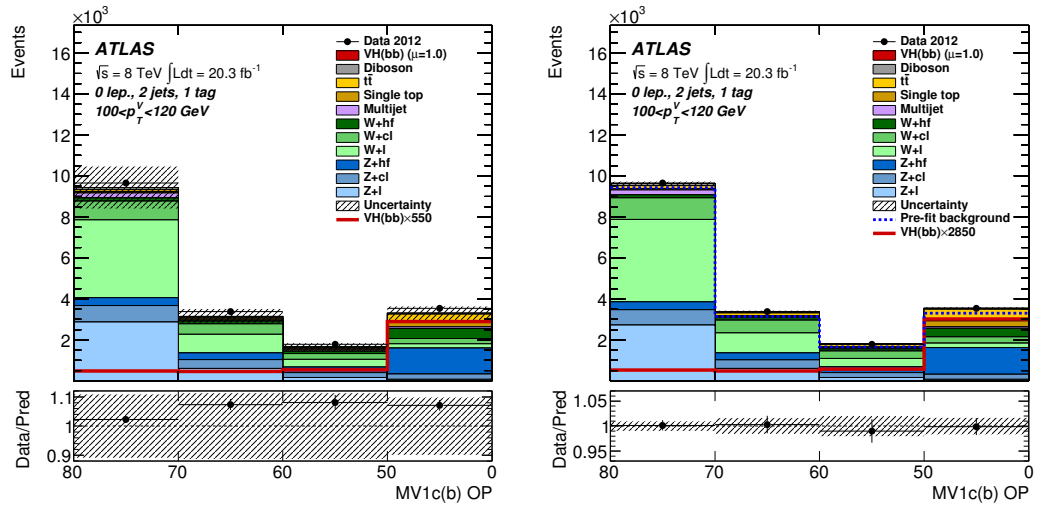 ×10³
Events
16
14
12
10
8
6
4
2
ATLAS
√s = 8 TeV ∫Ldt = 20.3 fb⁻¹
0 lep., 2 jets, 1 tag
100<p_T^V<120 GeV
Data 2012
VH(bb) (μ=1.0)
Diboson
tt̄
Single top
Multijet
W+hf
W+cl
W+l
Z+hf
Z+cl
Z+l
Uncertainty
VH(bb)×550
Data/Pred
1.1
1
0.9
80 70 60 50 0
MV1c(b) OP
×10³
Events
16
14
12
10
8
6
4
2
ATLAS
√s = 8 TeV ∫Ldt = 20.3 fb⁻¹
0 lep., 2 jets, 1 tag
100<p_T^V<120 GeV
Data 2012
VH(bb) (μ=1.0)
Diboson
tt̄
Single top
Multijet
W+hf
W+cl
W+l
Z+hf
Z+cl
Z+l
Uncertainty
Pre-fit background
VH(bb)×2850
Data/Pred
1.05
1
0.95
80 70 60 50 0
MV1c(b) OP